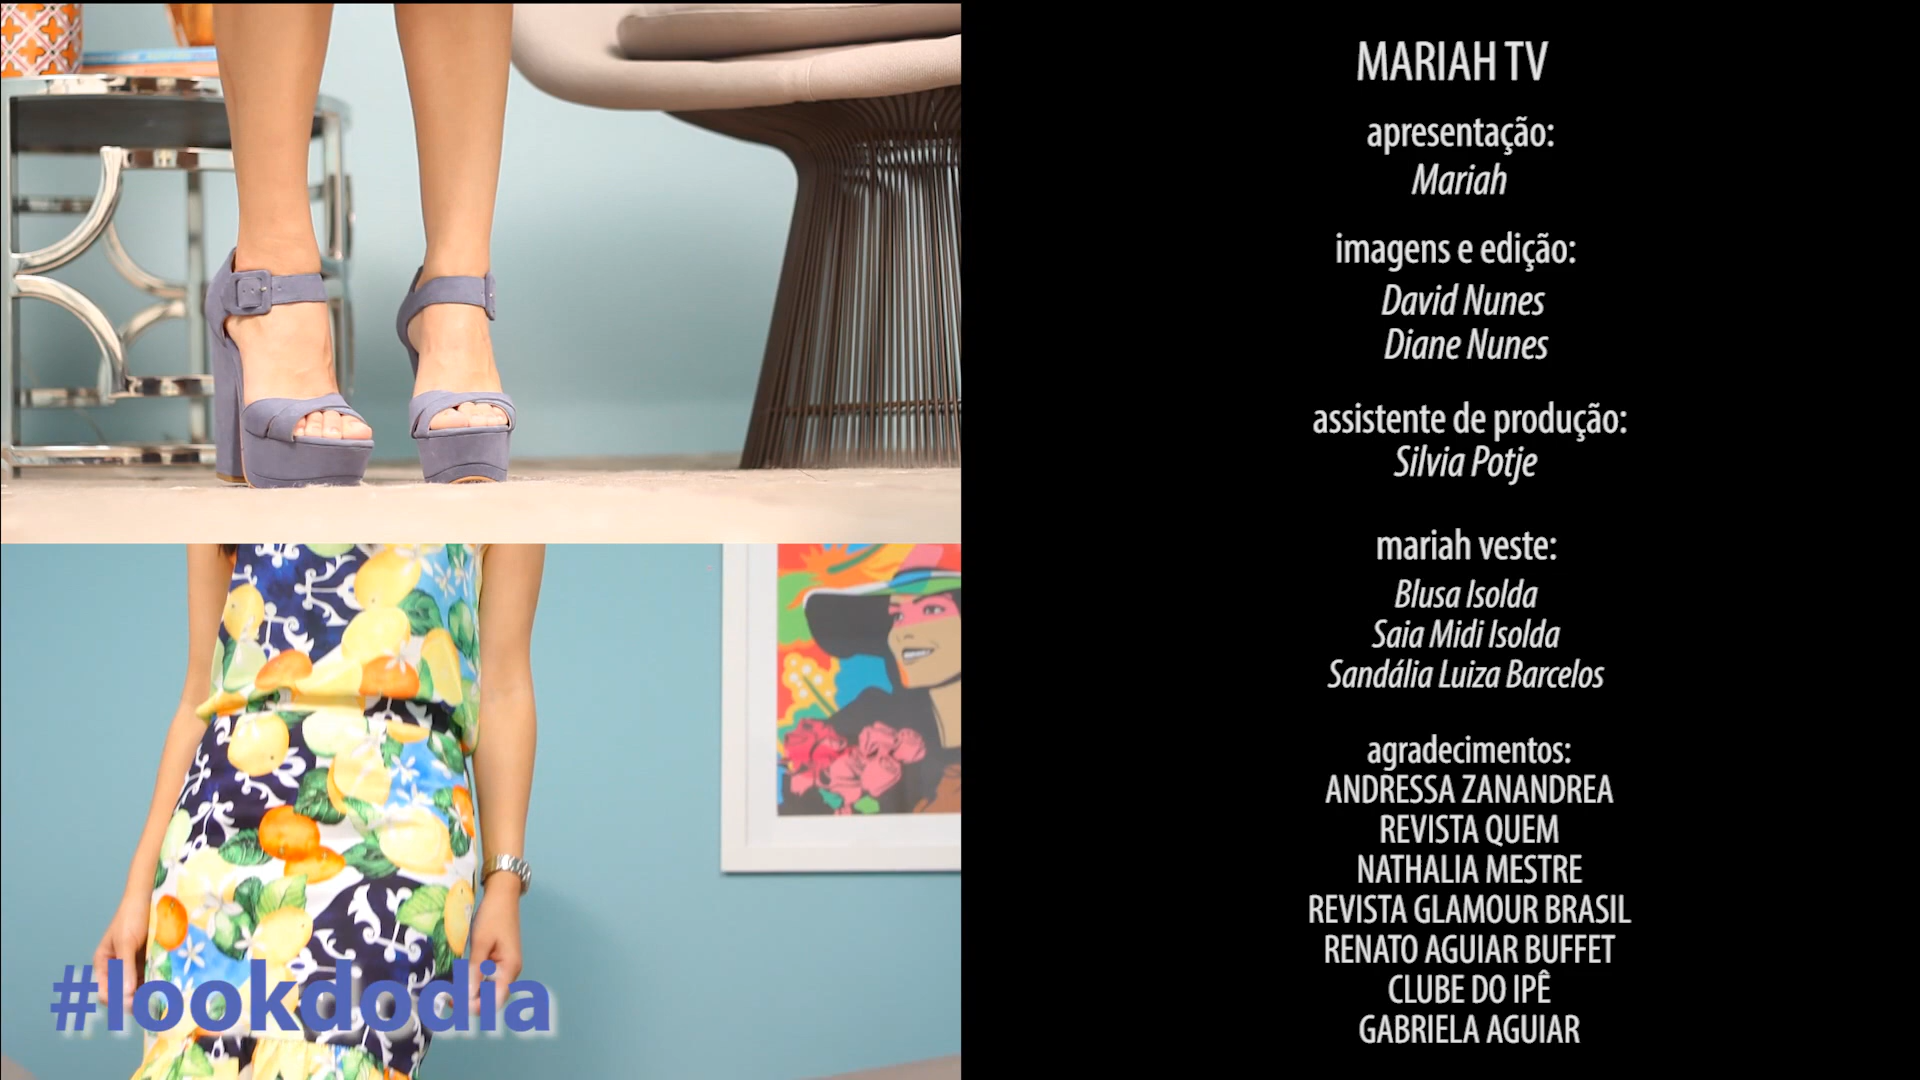 MARIAH TV
apresentação:
Mariah
imagens e edição:
David Nunes
Diane Nunes
assistente de produção:
Silvia Potje
mariah veste:
Blusa Isolda
Saia Midi Isolda
Sandália Luiza Barcelos
agradecimentos:
ANDRESSA ZANANDREA
REVISTA QUEM
NATHALIA MESTRE
REVISTA GLAMOUR BRASIL
RENATO AGUIAR BUFFET
CLUBE DO IPÊ
GABRIELA AGUIAR
#lookdodia